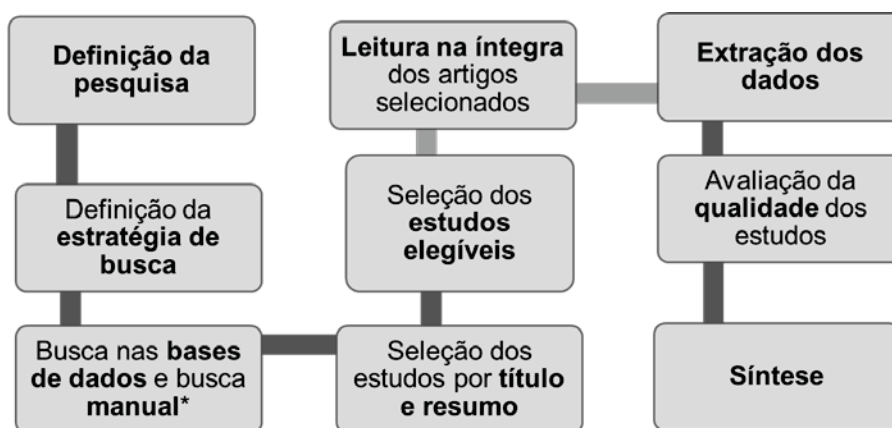 Definição da
pesquisa
Definição da
estratégia de
busca
Busca nas bases
de dados e busca
manual*
Seleção dos
estudos por título
e resumo
Seleção dos
estudos
elegíveis
Leitura na íntegra
dos artigos
selecionados
Extração dos
dados
Avaliação da
qualidade dos
estudos
Síntese